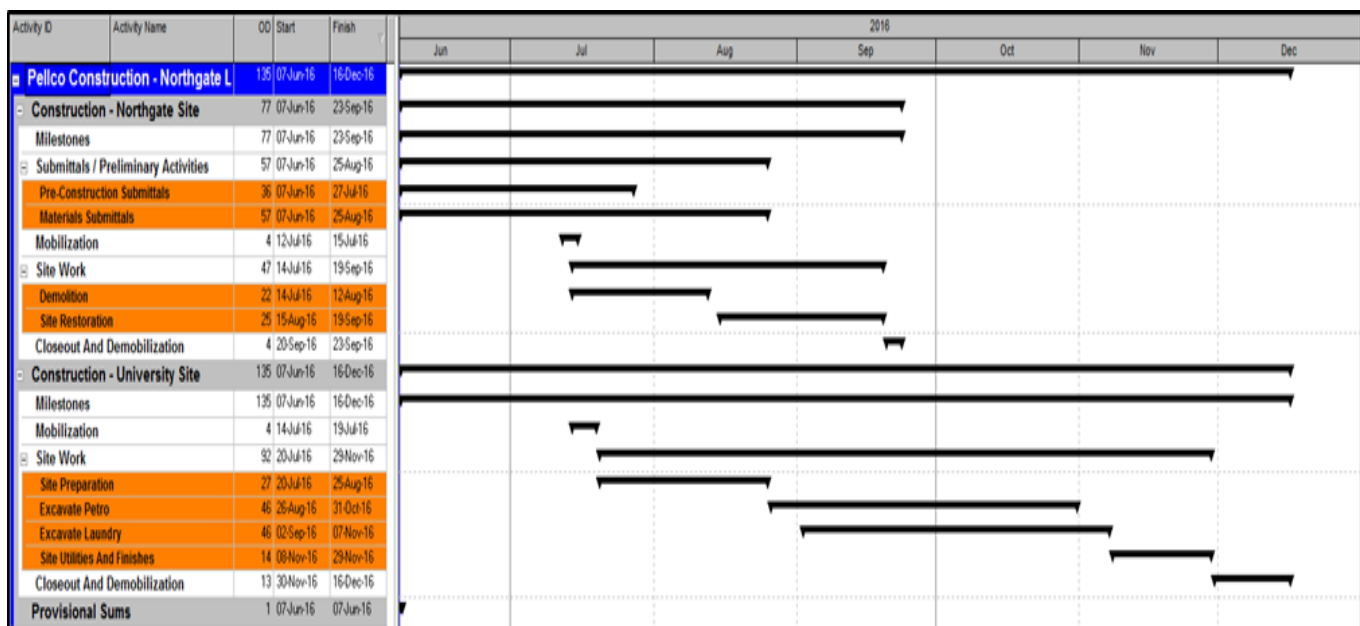 Activity ID Activity Name OD Start Finish 2016
Jun Jul Aug Sep Oct Nov Dec
Pellco Construction - Northgate L 135 07-Jun-16 16-Dec-16
Construction - Northgate Site 77 07-Jun-16 23-Sep-16
Milestones 77 07-Jun-16 23-Sep-16
Submittals / Preliminary Activities 57 07-Jun-16 25-Aug-16
Pre-Construction Submittals 36 07-Jun-16 27-Jul-16
Materials Submittals 57 07-Jun-16 25-Aug-16
Mobilization 4 12-Jul-16 15-Jul-16
Site Work 47 14-Jul-16 19-Sep-16
Demolition 22 14-Jul-16 12-Aug-16
Site Restoration 25 15-Aug-16 19-Sep-16
Closeout And Demobilization 4 20-Sep-16 23-Sep-16
Construction - University Site 135 07-Jun-16 16-Dec-16
Milestones 135 07-Jun-16 16-Dec-16
Mobilization 4 14-Jul-16 19-Jul-16
Site Work 92 20-Jul-16 29-Nov-16
Site Preparation 27 20-Jul-16 25-Aug-16
Excavate Petro 46 26-Aug-16 31-Oct-16
Excavate Laundry 46 02-Sep-16 07-Nov-16
Site Utilities And Finishes 14 08-Nov-16 29-Nov-16
Closeout And Demobilization 13 30-Nov-16 16-Dec-16
Provisional Sums 1 07-Jun-16 07-Jun-16